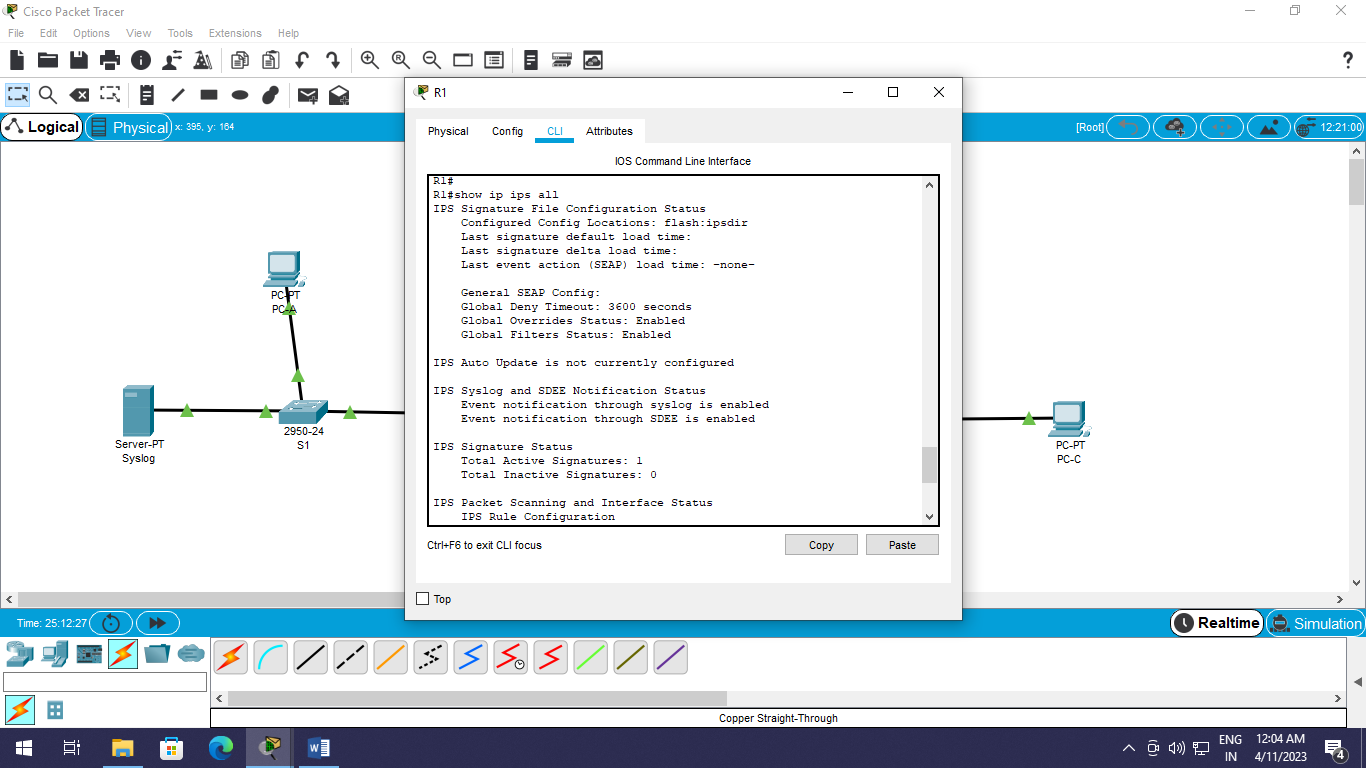 Cisco Packet Tracer
File Edit Options View Tools Extensions Help
?
Logical Physical x: 395, y: 164
[Root] 12:21:00
R1
Physical Config CLI Attributes
IOS Command Line Interface
R1#
R1#show ip ips all
IPS Signature File Configuration Status
Configured Config Locations: flash:ipsdir
Last signature default load time:
Last signature delta load time:
Last event action (SEAP) load time: -none-
General SEAP Config:
Global Deny Timeout: 3600 seconds
Global Overrides Status: Enabled
Global Filters Status: Enabled
IPS Auto Update is not currently configured
IPS Syslog and SDEE Notification Status
Event notification through syslog is enabled
Event notification through SDEE is enabled
IPS Signature Status
Total Active Signatures: 1
Total Inactive Signatures: 0
IPS Packet Scanning and Interface Status
IPS Rule Configuration
Ctrl+F6 to exit CLI focus
Copy
Paste
Top
PC-PT
PC-A
Server-PT
Syslog
2950-24
S1
PC-PT
PC-C
Time: 25:12:27
Realtime Simulation
Copper Straight-Through
ENG
IN
12:04 AM
4/11/2023
4